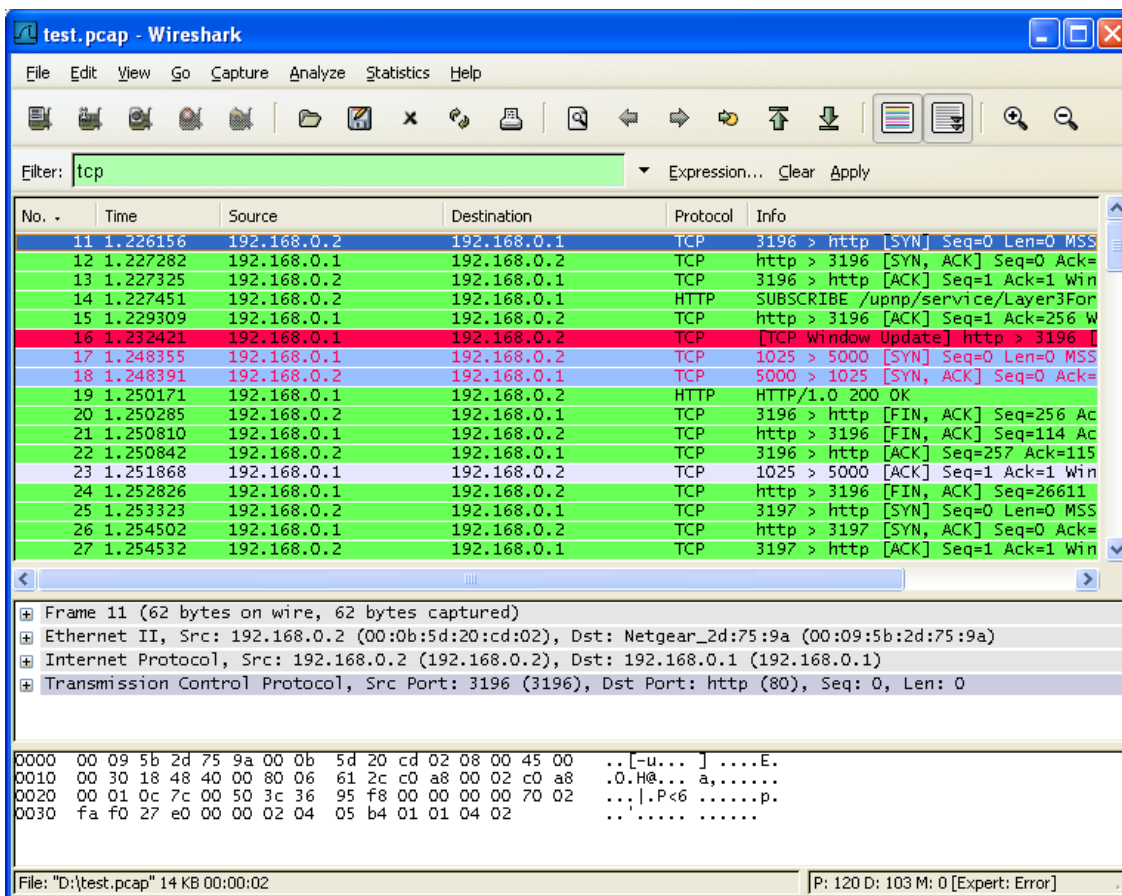 test.pcap - Wireshark
File Edit View Go Capture Analyze Statistics Help
Filter: tcp Expression... Clear Apply
No. Time Source Destination Protocol Info
11 1.226156 192.168.0.2 192.168.0.1 TCP 3196 > http [SYN] Seq=0 Len=0 MSS
12 1.227282 192.168.0.1 192.168.0.2 TCP http > 3196 [SYN, ACK] Seq=0 Ack=
13 1.227325 192.168.0.2 192.168.0.1 TCP 3196 > http [ACK] Seq=1 Ack=1 Win
14 1.227451 192.168.0.2 192.168.0.1 HTTP SUBSCRIBE /upnp/service/Layer3For
15 1.229309 192.168.0.1 192.168.0.2 TCP http > 3196 [ACK] Seq=1 Ack=256 W
16 1.232421 192.168.0.1 192.168.0.2 TCP [TCP Window Update] http > 3196 [
17 1.248355 192.168.0.1 192.168.0.2 TCP 1025 > 5000 [SYN] Seq=0 Len=0 MSS
18 1.248391 192.168.0.2 192.168.0.1 TCP 5000 > 1025 [SYN, ACK] Seq=0 Ack=
19 1.250171 192.168.0.1 192.168.0.2 HTTP HTTP/1.0 200 OK
20 1.250285 192.168.0.2 192.168.0.1 TCP 3196 > http [FIN, ACK] Seq=256 Ac
21 1.250810 192.168.0.1 192.168.0.2 TCP http > 3196 [FIN, ACK] Seq=114 Ac
22 1.250842 192.168.0.2 192.168.0.1 TCP 3196 > http [ACK] Seq=257 Ack=115
23 1.251868 192.168.0.1 192.168.0.2 TCP 1025 > 5000 [ACK] Seq=1 Ack=1 Win
24 1.252826 192.168.0.1 192.168.0.2 TCP http > 3196 [FIN, ACK] Seq=26611
25 1.253323 192.168.0.2 192.168.0.1 TCP 3197 > http [SYN] Seq=0 Len=0 MSS
26 1.254502 192.168.0.1 192.168.0.2 TCP http > 3197 [SYN, ACK] Seq=0 Ack=
27 1.254532 192.168.0.2 192.168.0.1 TCP 3197 > http [ACK] Seq=1 Ack=1 Win
Frame 11 (62 bytes on wire, 62 bytes captured)
Ethernet II, Src: 192.168.0.2 (00:0b:5d:20:cd:02), Dst: Netgear_2d:75:9a (00:09:5b:2d:75:9a)
Internet Protocol, Src: 192.168.0.2 (192.168.0.2), Dst: 192.168.0.1 (192.168.0.1)
Transmission Control Protocol, Src Port: 3196 (3196), Dst Port: http (80), Seq: 0, Len: 0
0000 00 09 5b 2d 75 9a 00 0b 5d 20 cd 02 08 00 45 00 ..[-u... ] ....E.
0010 00 30 18 48 40 00 80 06 61 2c c0 a8 00 02 c0 a8 .0.H@... a,......
0020 00 01 0c 7c 00 50 3c 36 95 f8 00 00 00 00 70 02 ...|.P<6 ......p.
0030 fa f0 27 e0 00 00 02 04 05 b4 01 01 04 02 ..'..... ......
File: "D:\test.pcap" 14 KB 00:00:02 P: 120 D: 103 M: 0 [Expert: Error]